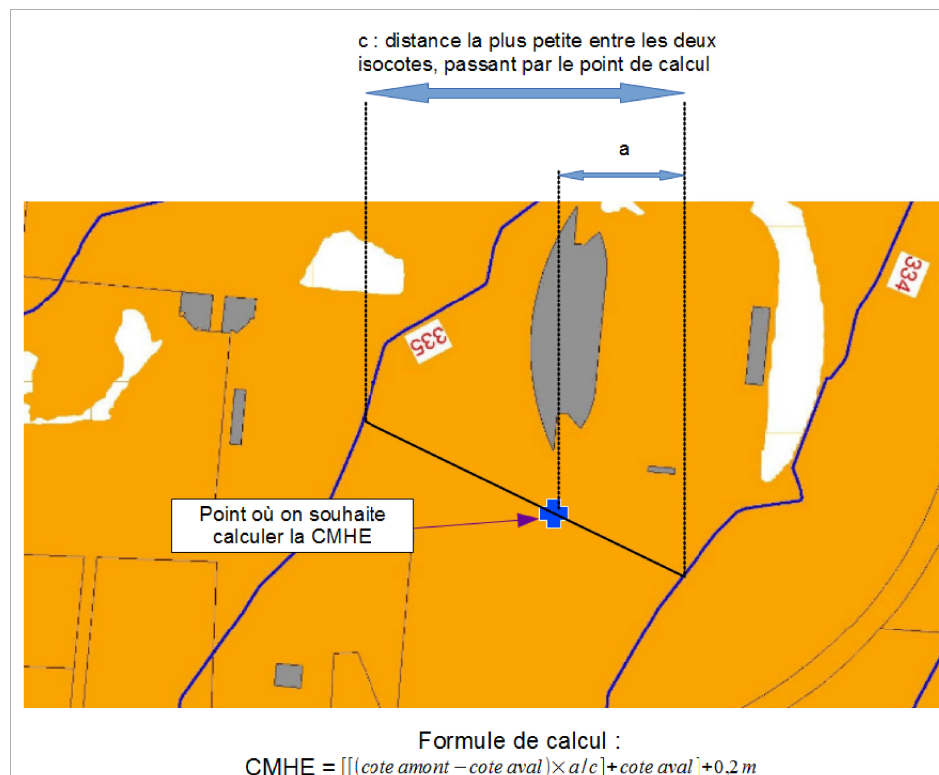 c : distance la plus petite entre les deux
isocotes, passant par le point de calcul
a
334
335
Point où on souhaite
calculer la CMHE
Formule de calcul :
CMHE = [[(cote amont − cote aval) × a/c]+cote aval]+0,2 m